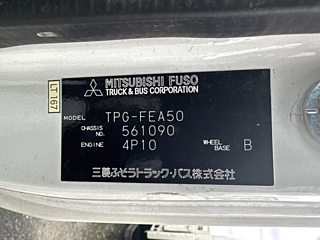 LT167
MITSUBISHI FUSO
TRUCK & BUS CORPORATION
MODEL TPG-FEA50
CHASSIS NO. 561090
ENGINE 4P10 WHEEL BASE B
三菱ふそうトラック・バス株式会社